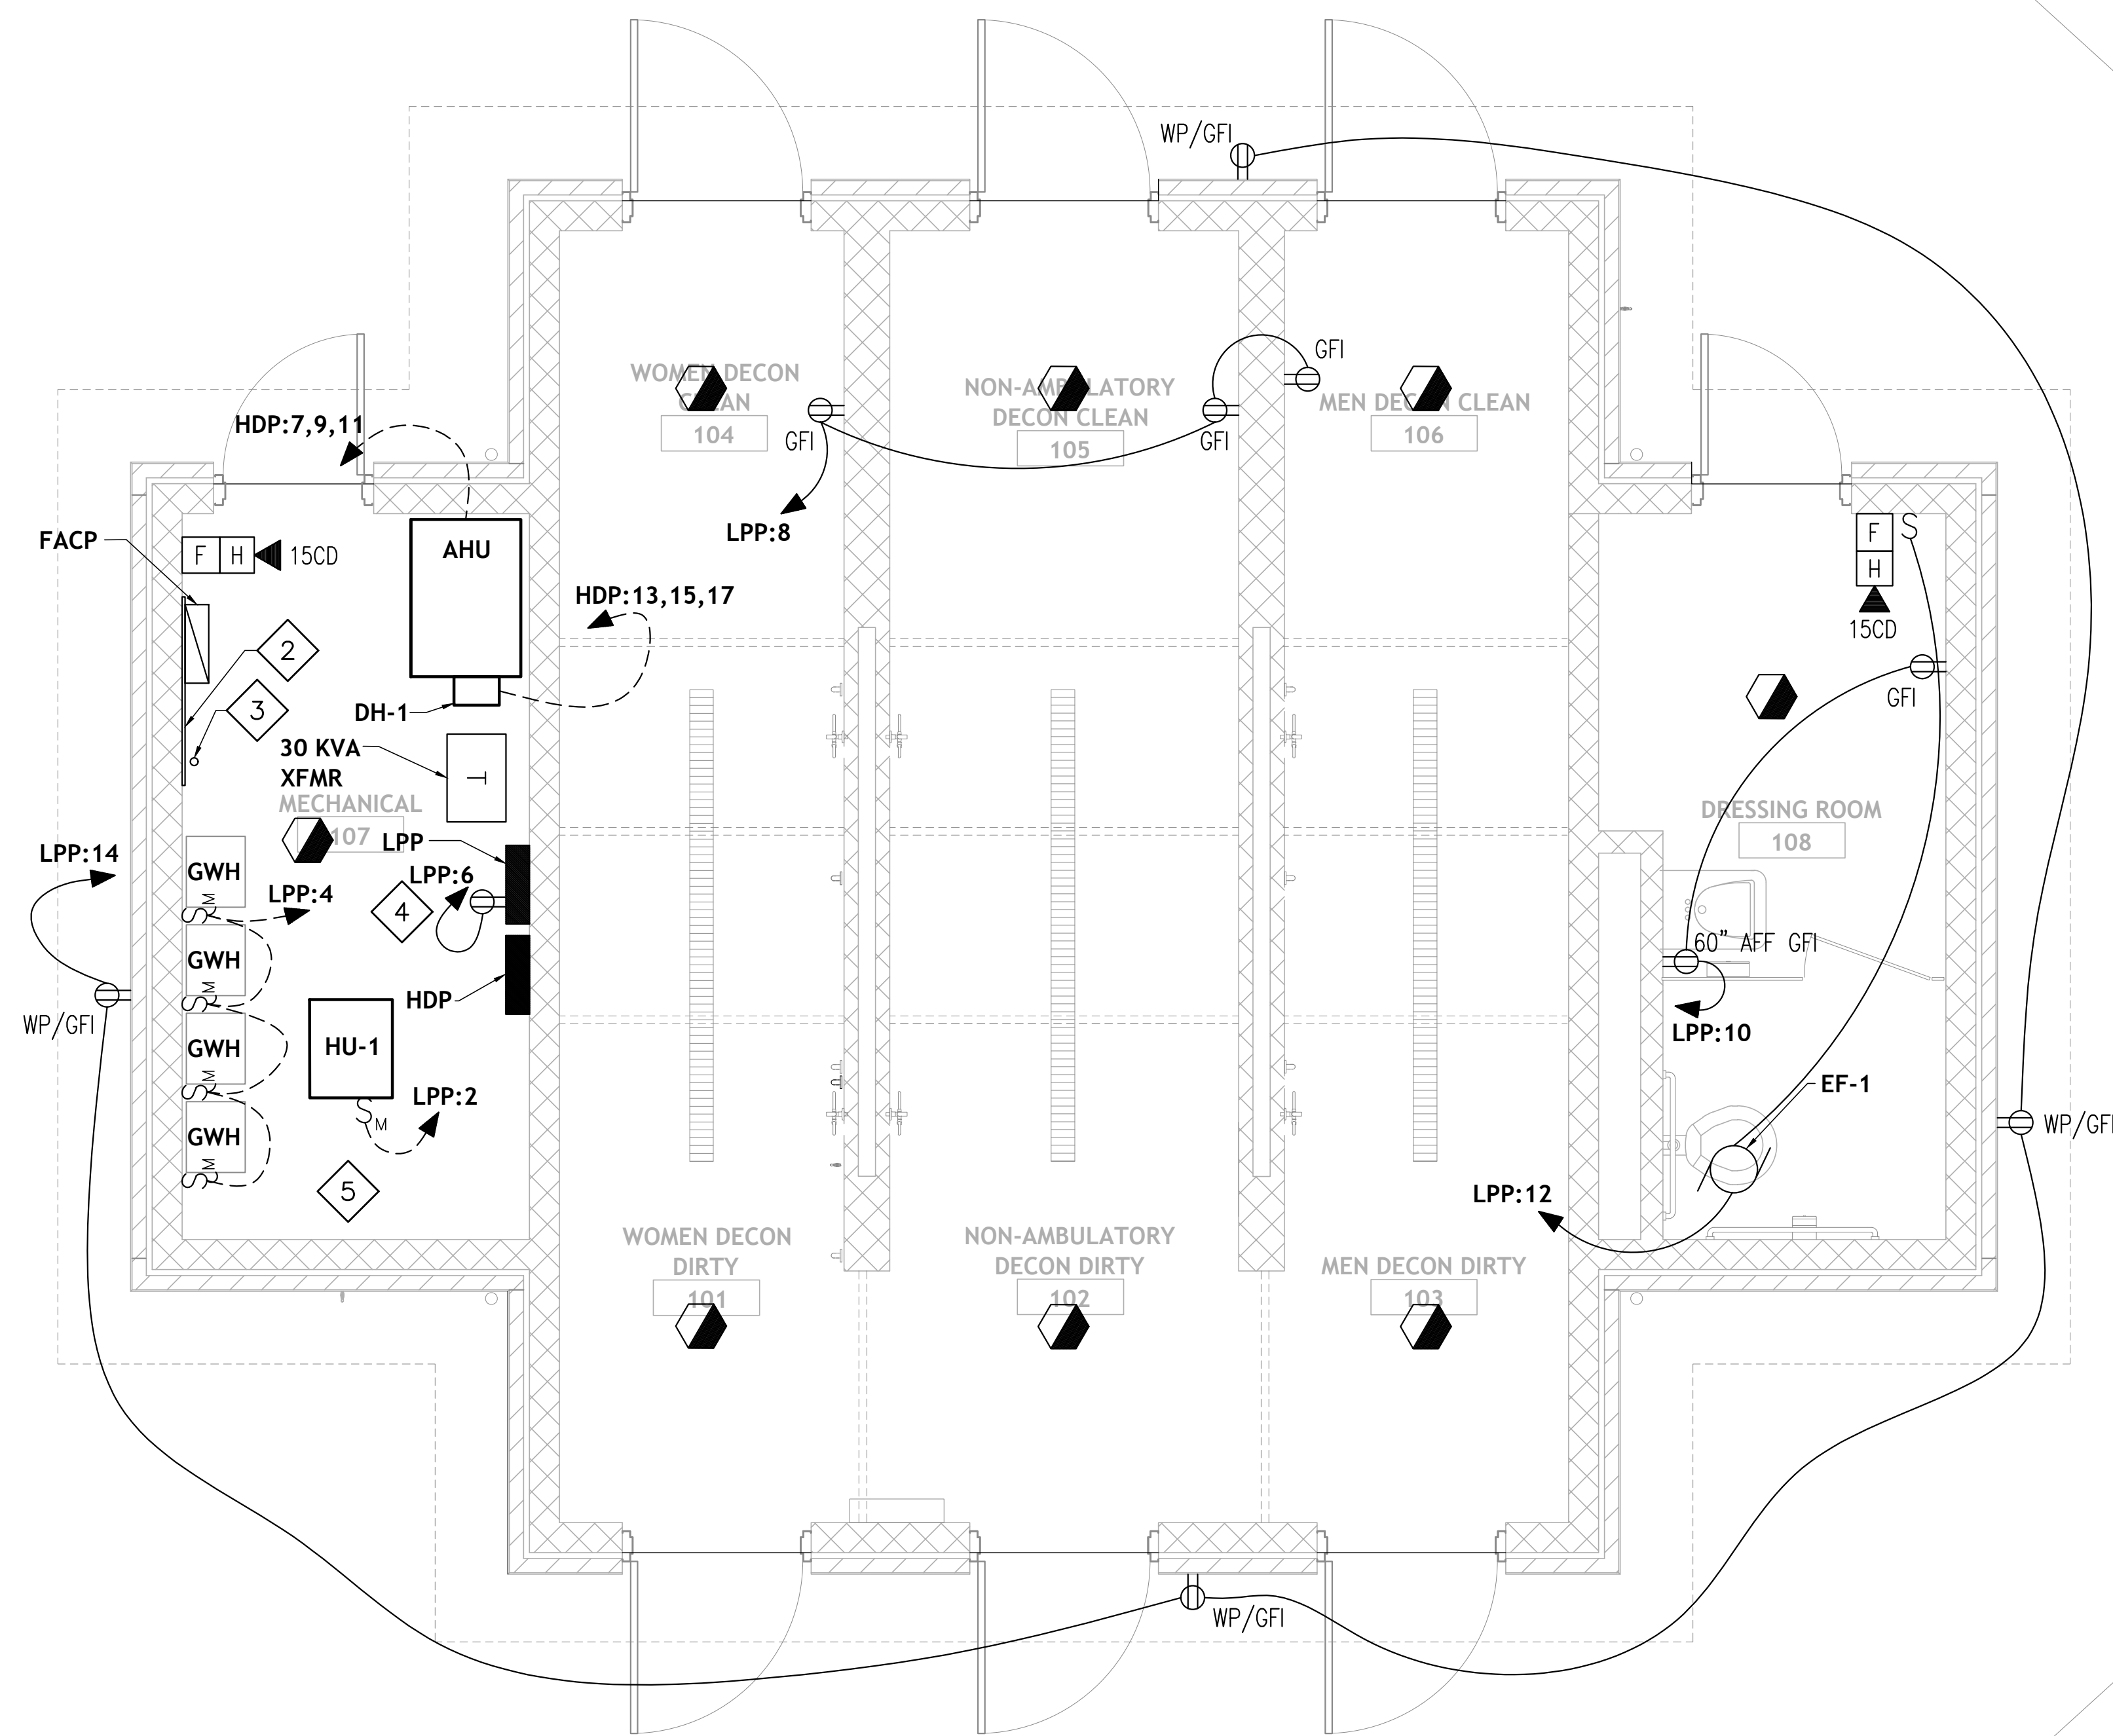 WP/GFI
GFI
WOMEN DECON
CLEAN
104
NON-AMBULATORY
DECON CLEAN
105
MEN DECON CLEAN
106
GFI
GFI
HDP:7,9,11
LPP:8
FACP
F H 15CD
AHU
F
H
S
15CD
HDP:13,15,17
2
3
DH-1
GFI
30 KVA
XFMR
MECHANICAL
107
DRESSING ROOM
108
LPP
LPP:14
GWH
LPP:6
LPP:4
M
S
4
60" AFF GFI
GWH
M
S
HDP
WP/GFI
LPP:10
GWH
HU-1
M
S
LPP:2
EF-1
S
M
WP/GFI
GWH
M
S
5
LPP:12
WOMEN DECON
DIRTY
101
NON-AMBULATORY
DECON DIRTY
102
MEN DECON DIRTY
103
WP/GFI